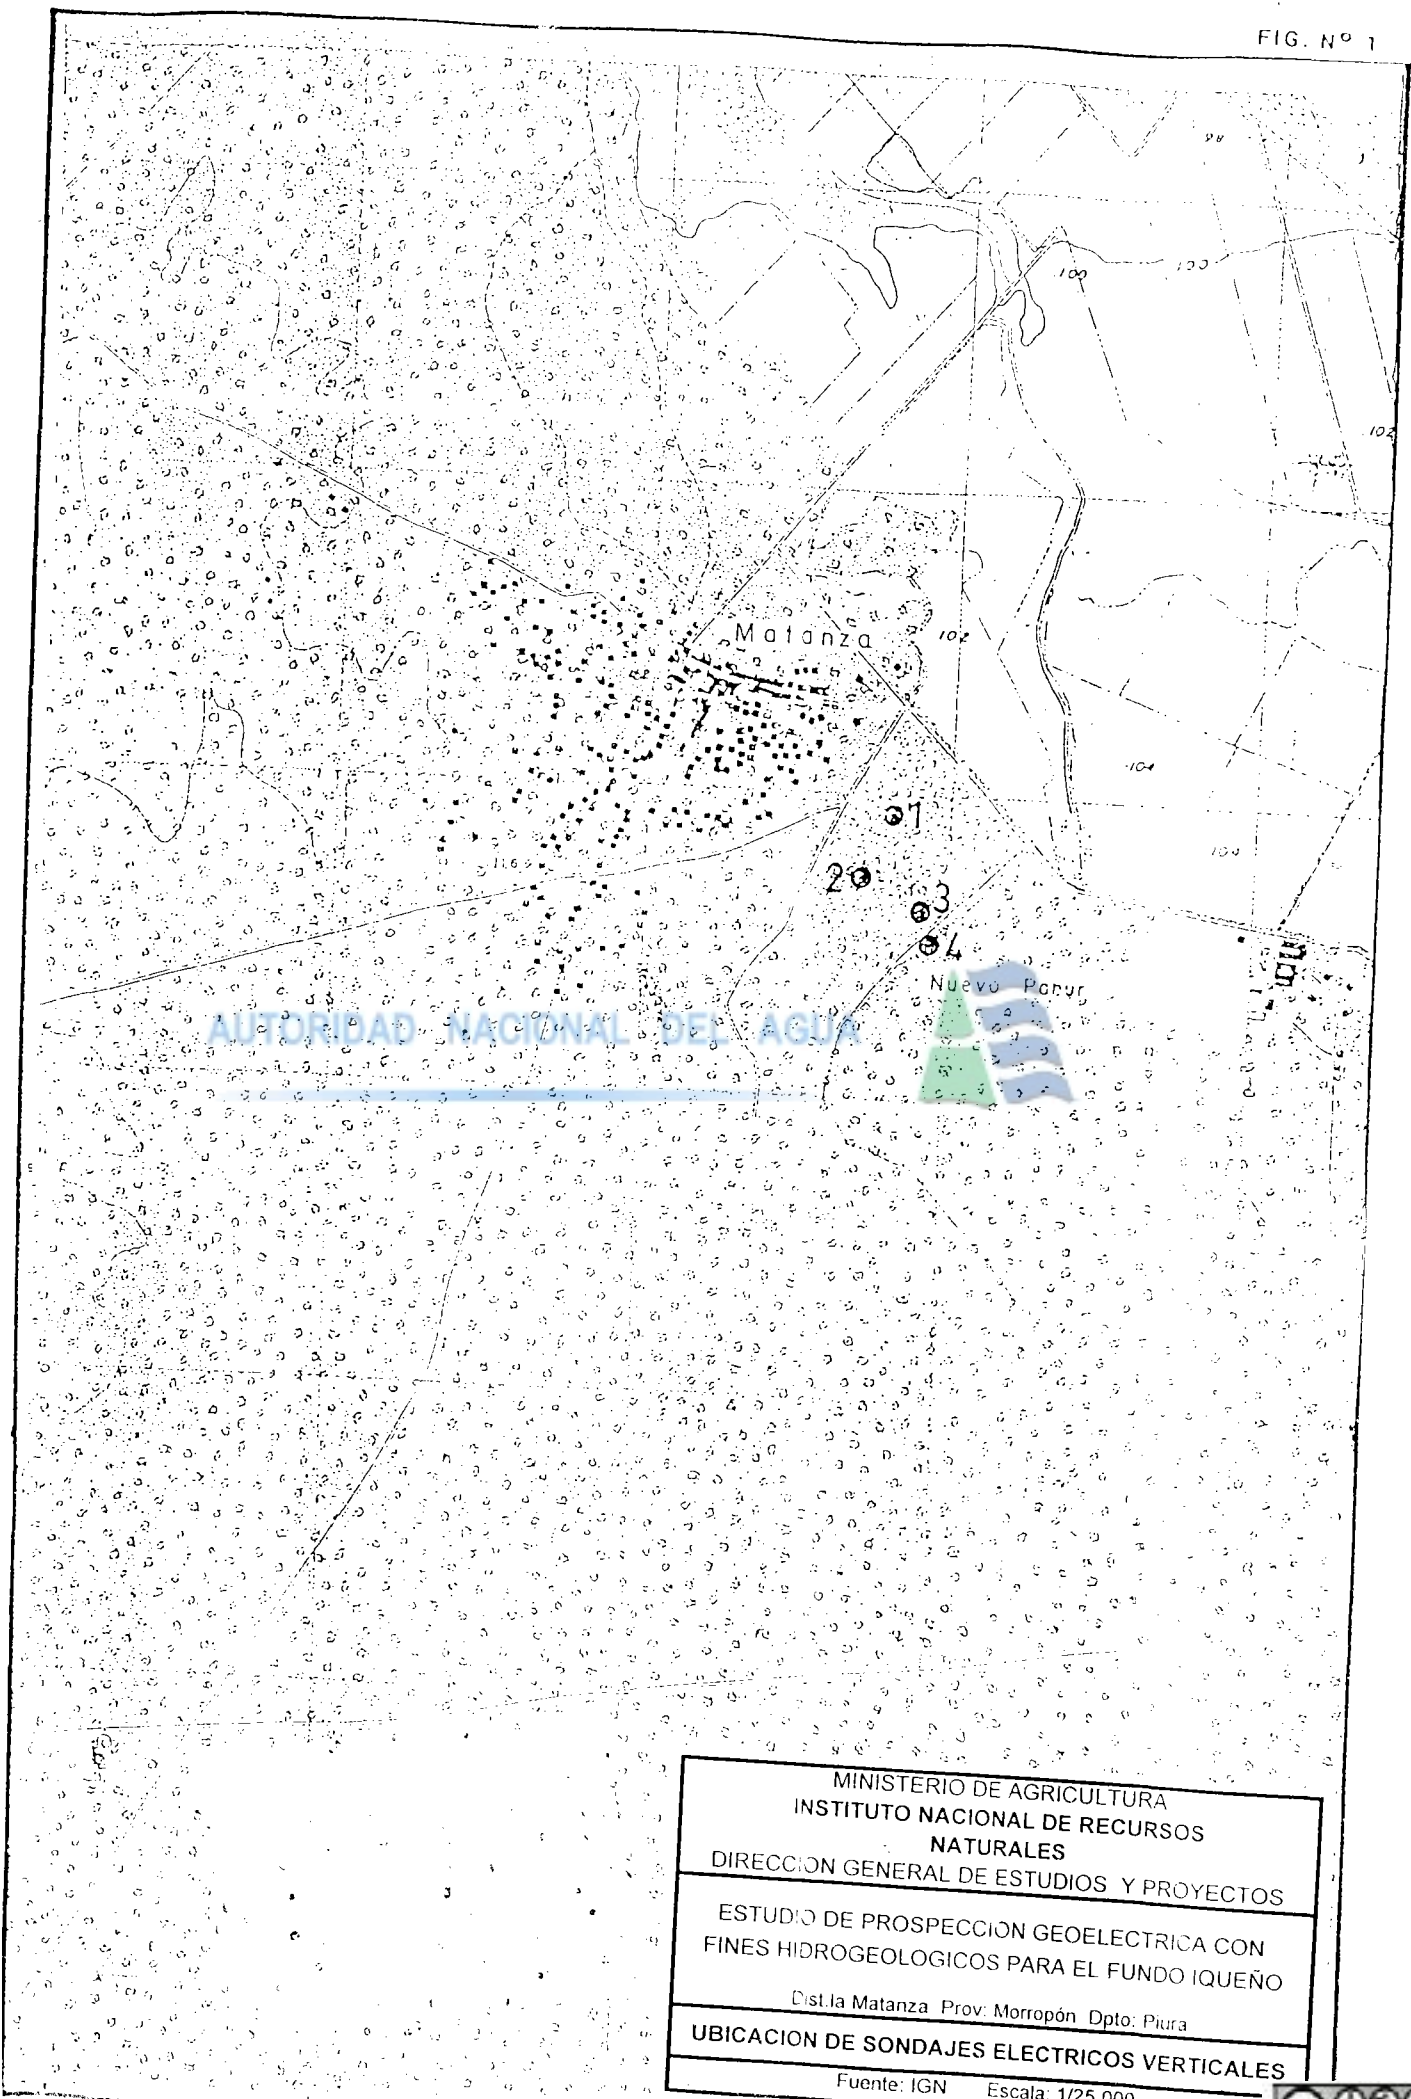 FIG. Nº 1
98
100
100
102
Matanza
102
104
1
104
2
3
4
Nuevo
AUTORIDAD NACIONAL DEL AGUA
MINISTERIO DE AGRICULTURA
INSTITUTO NACIONAL DE RECURSOS
NATURALES
DIRECCION GENERAL DE ESTUDIOS Y PROYECTOS
ESTUDIO DE PROSPECCION GEOELECTRICA CON
FINES HIDROGEOLOGICOS PARA EL FUNDO IQUEÑO
Dist.la Matanza Prov: Morropón Dpto: Piura
UBICACION DE SONDAJES ELECTRICOS VERTICALES
Fuente: IGN Escala: 1/25,000